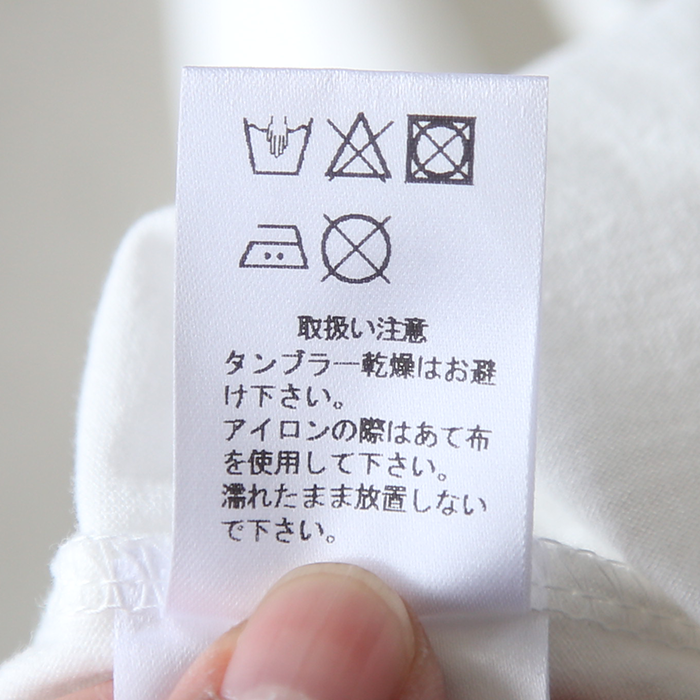 取扱い注意
タンブラー乾燥はお避
け下さい。
アイロンの際はあて布
を使用して下さい。
濡れたまま放置しない
で下さい。